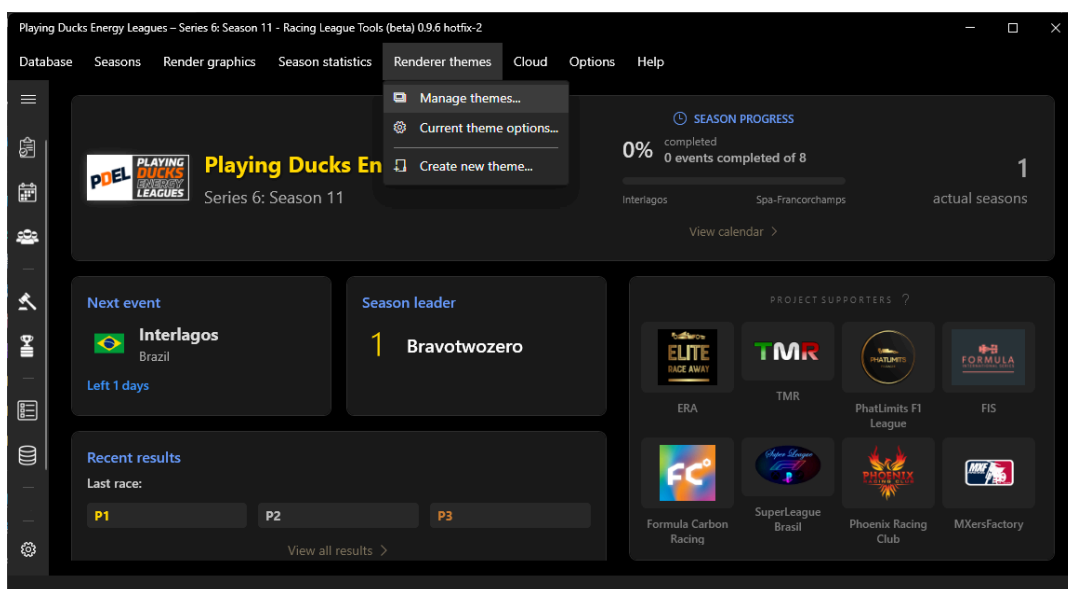 Playing Ducks Energy Leagues – Series 6: Season 11 - Racing League Tools (beta) 0.9.6 hotfix-2
Database Seasons Render graphics Season statistics Renderer themes Cloud Options Help
Manage themes...
Current theme options...
Create new theme...
PDEL PLAYING DUCKS ENERGY LEAGUES
Playing Ducks En
Series 6: Season 11
SEASON PROGRESS
0% completed
0 events completed of 8
Interlagos Spa-Francorchamps
View calendar >
1
actual seasons
Next event
Interlagos
Brazil
Left 1 days
Season leader
1 Bravotwozero
Recent results
Last race:
P1 P2 P3
View all results >
PROJECT SUPPORTERS ?
ELITE
RACE AWAY
ERA
TMR
TMR
PHATLIMITS
PhatLimits F1
League
FORMULA
FIS
FC
Formula Carbon
Racing
Super League
SuperLeague
Brasil
PHOENIX
RACING CLUB
Phoenix Racing
Club
MXF
MXersFactory